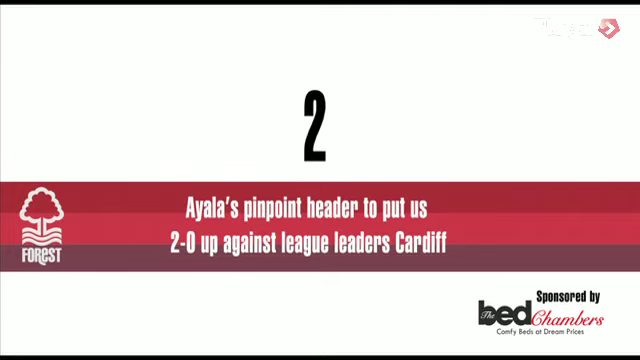 2
Ayala's pinpoint header to put us
2-0 up against league leaders Cardiff
FOREST
Sponsored by
The bed Chambers
Comfy Beds at Dream Prices